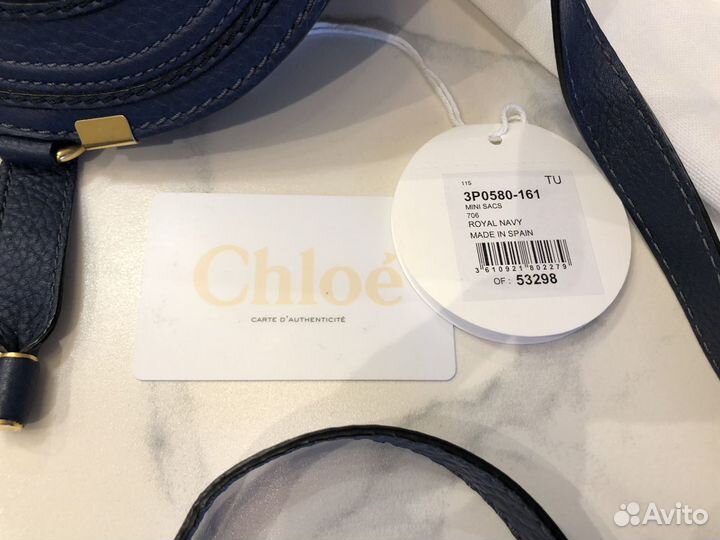 115
TU
3P0580-161
MINI SACS
706
ROYAL NAVY
MADE IN SPAIN
3 610921 802279
OF : 53298
Chloé
CARTE D'AUTHENTICITÉ
Avito